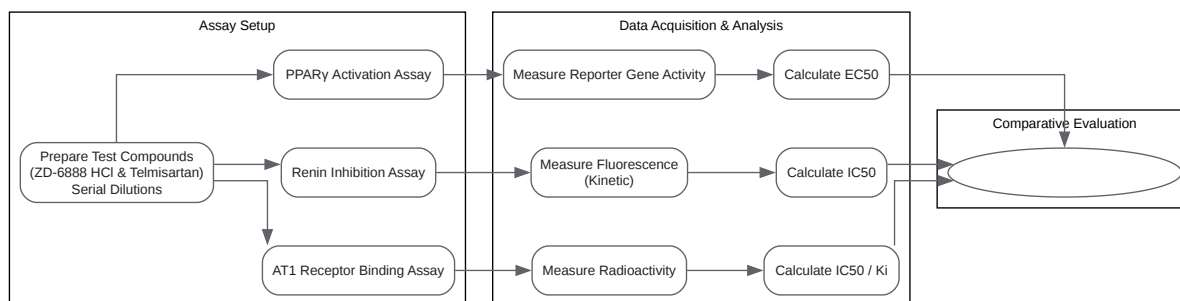 Assay Setup
Data Acquisition & Analysis
PPARγ Activation Assay
Measure Reporter Gene Activity
Calculate EC50
Comparative Evaluation
Prepare Test Compounds
(ZD-6888 HCl & Telmisartan)
Serial Dilutions
Renin Inhibition Assay
Measure Fluorescence
(Kinetic)
Calculate IC50
AT1 Receptor Binding Assay
Measure Radioactivity
Calculate IC50 / Ki